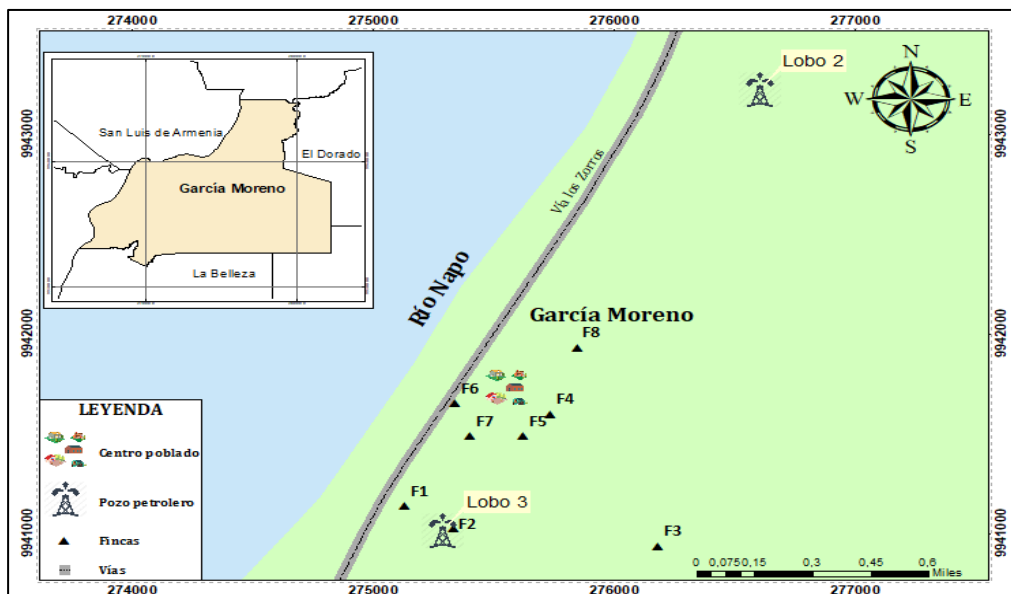 274000
275000
276000
277000
Lobo 2
N
W
E
S
San Luis de Armenia
El Dorado
García Moreno
La Belleza
9943000
9943000
Vía los Zorros
Río Napo
García Moreno
F8
9942000
9942000
F6
F4
F7
F5
LEYENDA
Centro poblado
Pozo petrolero
Fincas
Vías
F1
Lobo 3
F2
F3
9941000
9941000
0 0,075 0,15 0,3 0,45 0,6
Miles
274000
275000
276000
277000